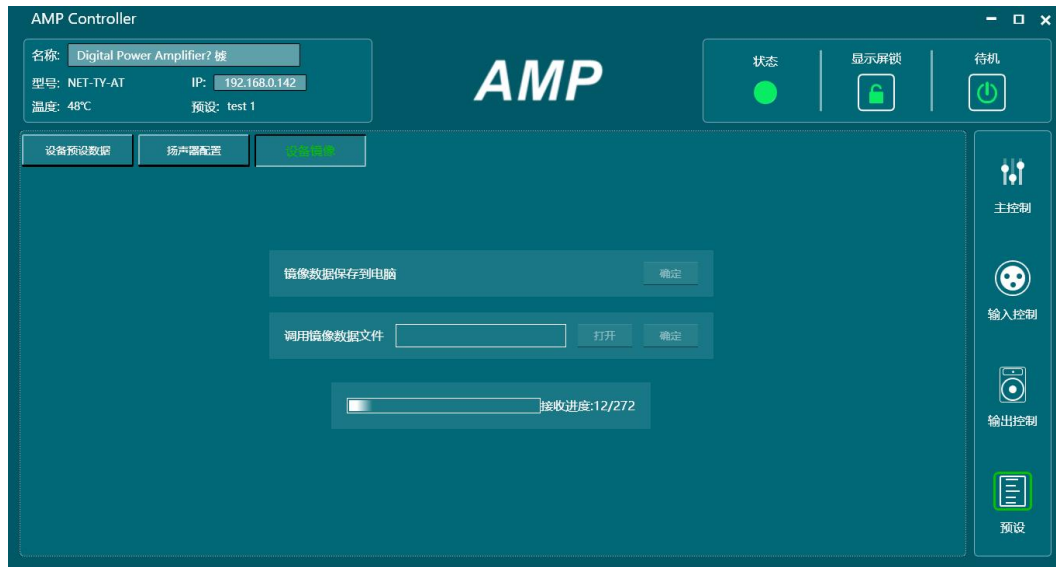 AMP Controller
名称: Digital Power Amplifier? 棱
型号: NET-TY-AT IP: 192.168.0.142
温度: 48℃ 预设: test 1
AMP
状态 显示屏锁 待机
设备预设数据 扬声器配置 设备镜像
镜像数据保存到电脑 确定
调用镜像数据文件 打开 确定
接收进度:12/272
主控制
输入控制
输出控制
预设